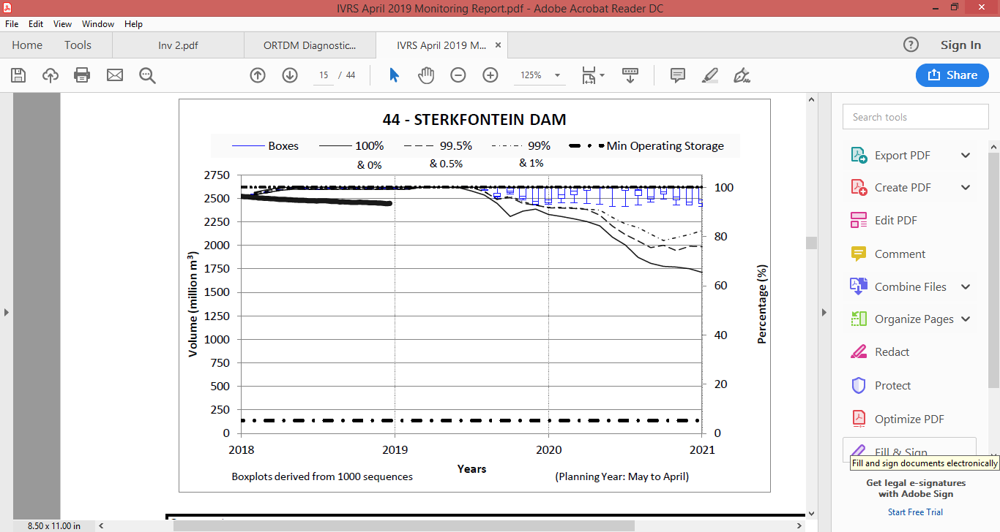 IVRS April 2019 Monitoring Report.pdf - Adobe Acrobat Reader DC
File Edit View Window Help
Home Tools Inv 2.pdf ORTDM Diagnostic... IVRS April 2019 M... × ? Sign In
15 / 44 125% Share
44 - STERKFONTEIN DAM
Boxes 100% 99.5% 99% Min Operating Storage
& 0% & 0.5% & 1%
2750
2500
2250
2000
1750
1500
1250
1000
750
500
250
0
Volume (million m³)
100
80
60
40
20
0
Percentage (%)
2018 2019 2020 2021
Years
Boxplots derived from 1000 sequences (Planning Year: May to April)
8.50 x 11.00 in
Search tools
Export PDF
Create PDF
Edit PDF
Comment
Combine Files
Organize Pages
Redact
Protect
Optimize PDF
Fill & Sign
Fill and sign documents electronically
Get legal e-signatures
with Adobe Sign
Start Free Trial